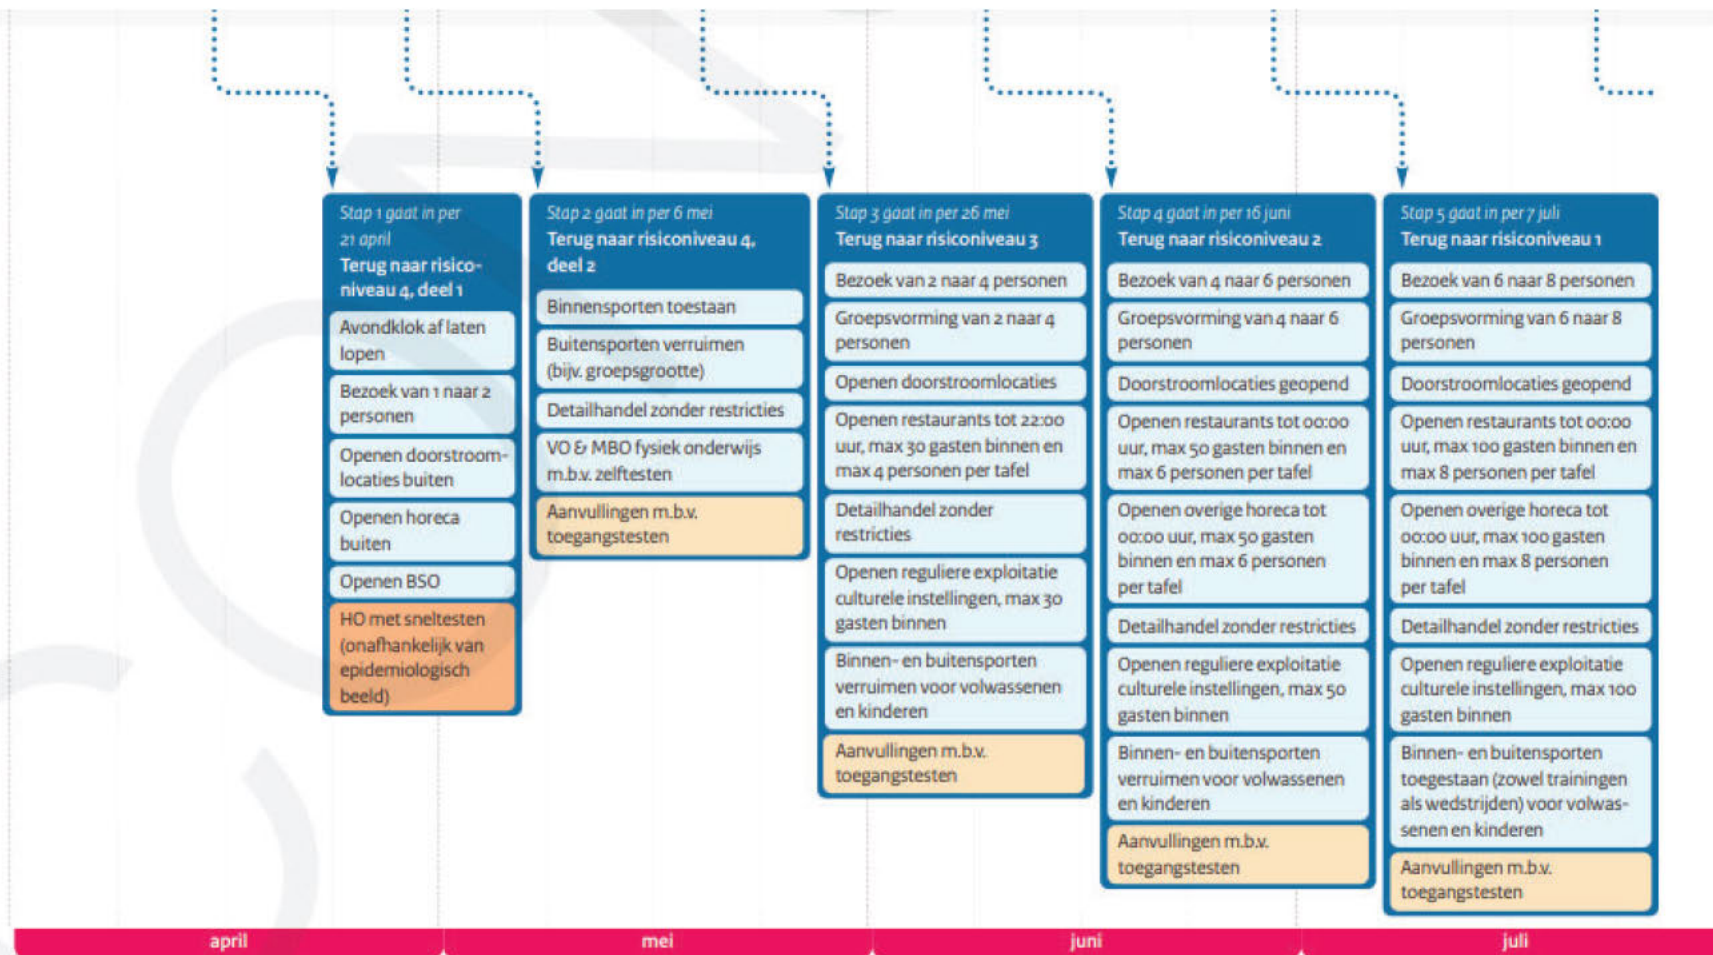 Stap 1 gaat in per
21 april
Terug naar risico-
niveau 4, deel 1
Avondklok af laten
lopen
Bezoek van 1 naar 2
personen
Openen doorstroom-
locaties buiten
Openen horeca
buiten
Openen BSO
HO met sneltesten
(onafhankelijk van
epidemiologisch
beeld)
Stap 2 gaat in per 6 mei
Terug naar risiconiveau 4,
deel 2
Binnensporten toestaan
Buitensporten verruimen
(bijv. groepsgrootte)
Detailhandel zonder restricties
VO & MBO fysiek onderwijs
m.b.v. zelftesten
Aanvullingen m.b.v.
toegangstesten
Stap 3 gaat in per 26 mei
Terug naar risiconiveau 3
Bezoek van 2 naar 4 personen
Groepsvorming van 2 naar 4
personen
Openen doorstroomlocaties
Openen restaurants tot 22:00
uur, max 30 gasten binnen en
max 4 personen per tafel
Detailhandel zonder
restricties
Openen reguliere exploitatie
culturele instellingen, max 30
gasten binnen
Binnen- en buitensporten
verruimen voor volwassenen
en kinderen
Aanvullingen m.b.v.
toegangstesten
Stap 4 gaat in per 16 juni
Terug naar risiconiveau 2
Bezoek van 4 naar 6 personen
Groepsvorming van 4 naar 6
personen
Doorstroomlocaties geopend
Openen restaurants tot 00:00
uur, max 50 gasten binnen en
max 6 personen per tafel
Openen overige horeca tot
00:00 uur, max 50 gasten
binnen en max 6 personen
per tafel
Detailhandel zonder restricties
Openen reguliere exploitatie
culturele instellingen, max 50
gasten binnen
Binnen- en buitensporten
verruimen voor volwassenen
en kinderen
Aanvullingen m.b.v.
toegangstesten
Stap 5 gaat in per 7 juli
Terug naar risiconiveau 1
Bezoek van 6 naar 8 personen
Groepsvorming van 6 naar 8
personen
Doorstroomlocaties geopend
Openen restaurants tot 00:00
uur, max 100 gasten binnen en
max 8 personen per tafel
Openen overige horeca tot
00:00 uur, max 100 gasten
binnen en max 8 personen
per tafel
Detailhandel zonder restricties
Openen reguliere exploitatie
culturele instellingen, max 100
gasten binnen
Binnen- en buitensporten
toegestaan (zowel trainingen
als wedstrijden) voor volwas-
senen en kinderen
Aanvullingen m.b.v.
toegangstesten
april
mei
juni
juli